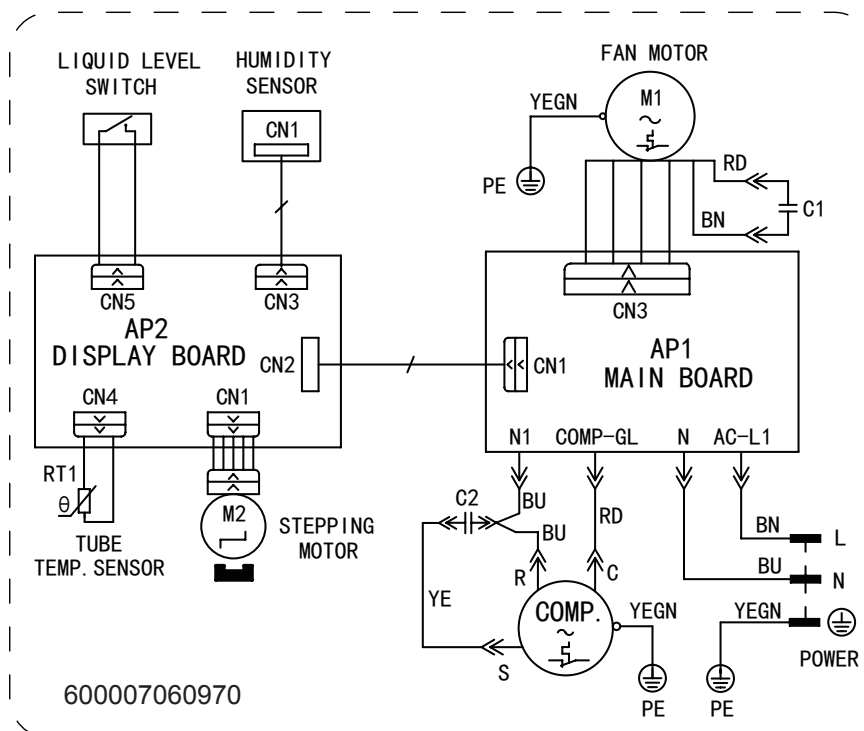 LIQUID LEVEL
SWITCH
HUMIDITY
SENSOR
CN1
FAN MOTOR
M1
YEGN
PE
RD
BN
C1
CN5
CN3
AP2
DISPLAY BOARD
CN2
CN4
CN1
CN3
CN1
AP1
MAIN BOARD
N1
COMP-GL
N
AC-L1
RT1
θ
TUBE
TEMP. SENSOR
M2
STEPPING
MOTOR
C2
BU
BU
RD
YE
R
C
S
COMP.
YEGN
PE
BN
L
BU
N
YEGN
PE
POWER
600007060970